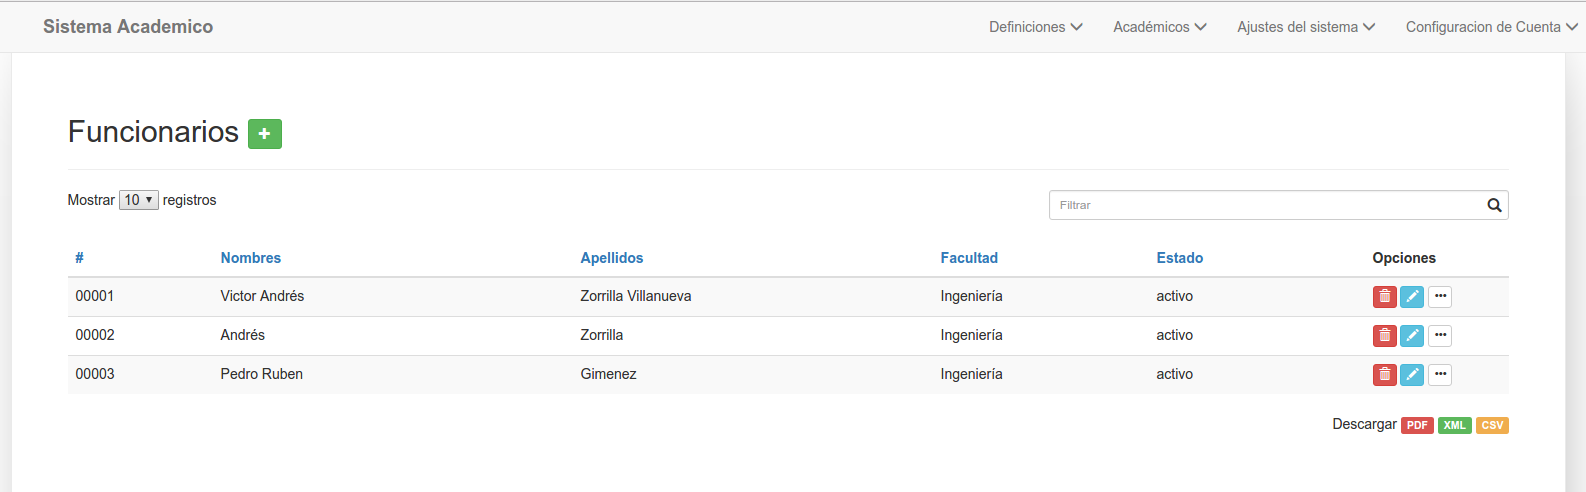 Sistema Academico Definiciones Académicos Ajustes del sistema Configuracion de Cuenta
Funcionarios +
Mostrar 10 registros Filtrar
# Nombres Apellidos Facultad Estado Opciones
00001 Victor Andrés Zorrilla Villanueva Ingeniería activo
00002 Andrés Zorrilla Ingeniería activo
00003 Pedro Ruben Gimenez Ingeniería activo
Descargar PDF XML CSV